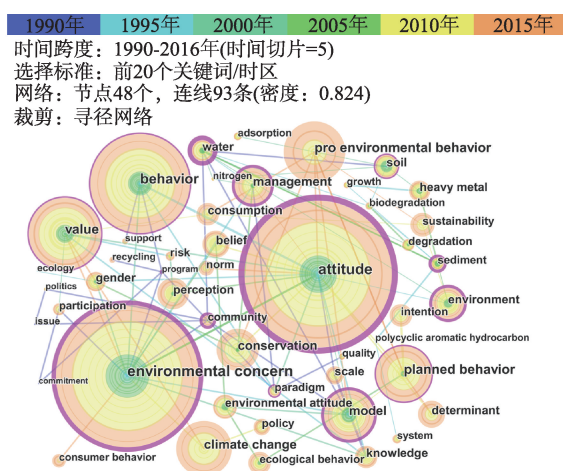 1990年 1995年 2000年 2005年 2010年 2015年
时间跨度：1990-2016年(时间切片=5)
选择标准：前20个关键词/时区
网络：节点48个，连线93条(密度：0.824)
裁剪：寻径网络
adsorption
water
pro environmental behavior
soil
behavior
nitrogen
management
growth
heavy metal
biodegradation
consumption
sustainability
value
support
belief
degradation
recycling
risk
sediment
ecology
program
norm
attitude
gender
politics
perception
environment
participation
intention
issue
community
polycyclic aromatic hydrocarbon
conservation
quality
environmental concern
scale
planned behavior
commitment
paradigm
environmental attitude
model
determinant
policy
climate change
system
consumer behavior
ecological behavior
knowledge